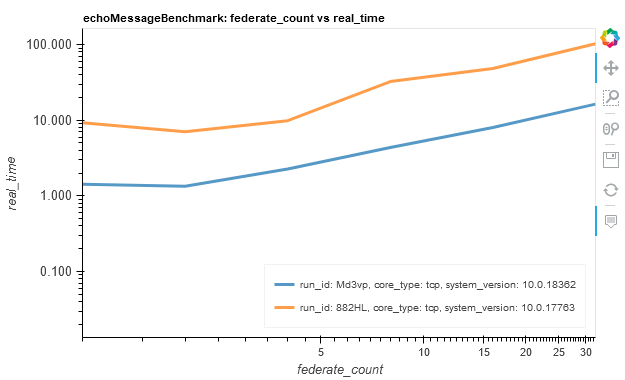 echoMessageBenchmark: federate_count vs real_time
100.000
10.000
1.000
0.100
real_time
run_id: Md3vp, core_type: tcp, system_version: 10.0.18362
run_id: 882HL, core_type: tcp, system_version: 10.0.17763
5 10 15 20 25 30
federate_count